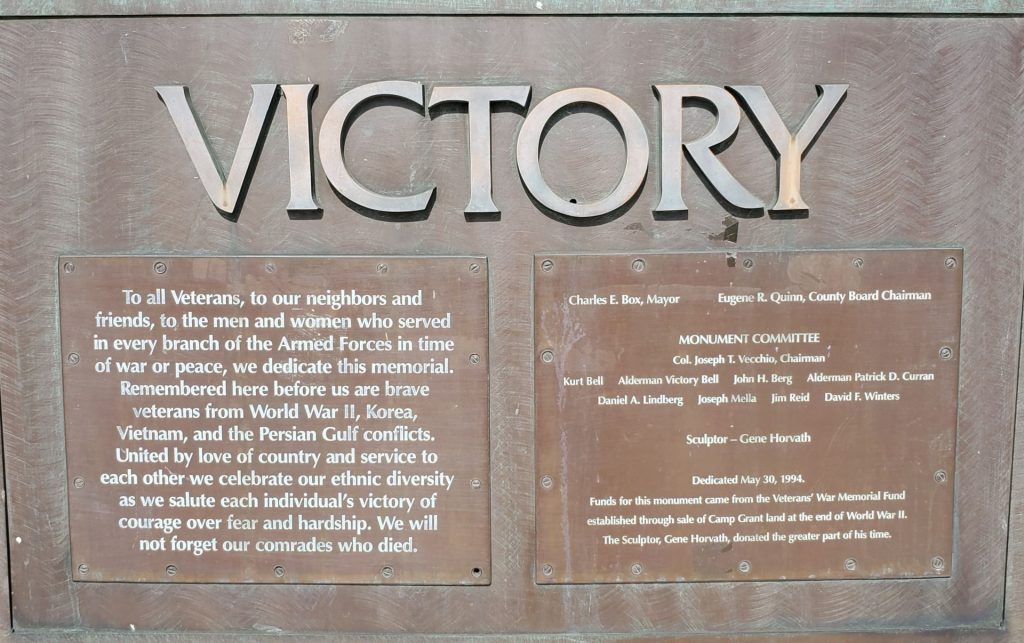 VICTORY
To all Veterans, to our neighbors and
friends, to the men and women who served
in every branch of the Armed Forces in time
of war or peace, we dedicate this memorial.
Remembered here before us are brave
veterans from World War II, Korea,
Vietnam, and the Persian Gulf conflicts.
United by love of country and service to
each other we celebrate our ethnic diversity
as we salute each individual's victory of
courage over fear and hardship. We will
not forget our comrades who died.
Charles E. Box, Mayor Eugene R. Quinn, County Board Chairman
MONUMENT COMMITTEE
Col. Joseph T. Vecchio, Chairman
Kurt Bell Alderman Victory Bell John H. Berg Alderman Patrick D. Curran
Daniel A. Lindberg Joseph Mella Jim Reid David F. Winters
Sculptor – Gene Horvath
Dedicated May 30, 1994.
Funds for this monument came from the Veterans' War Memorial Fund
established through sale of Camp Grant land at the end of World War II.
The Sculptor, Gene Horvath, donated the greater part of his time.